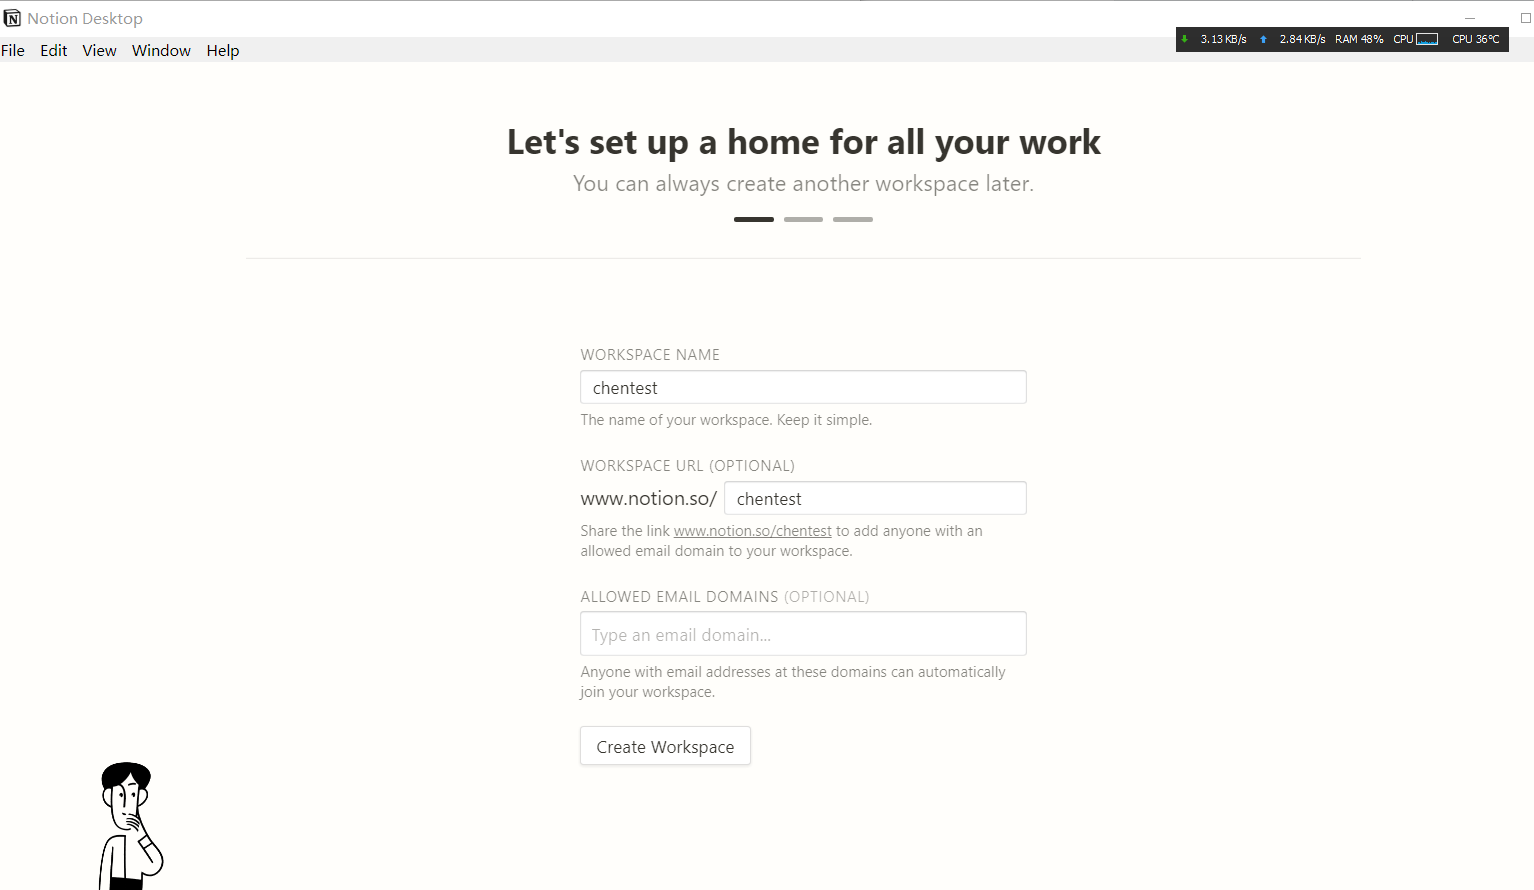 Notion Desktop
File Edit View Window Help
3.13 KB/s 2.84 KB/s RAM 48% CPU CPU 36°C
Let's set up a home for all your work
You can always create another workspace later.
WORKSPACE NAME
chentest
The name of your workspace. Keep it simple.
WORKSPACE URL (OPTIONAL)
www.notion.so/ chentest
Share the link www.notion.so/chentest to add anyone with an
allowed email domain to your workspace.
ALLOWED EMAIL DOMAINS (OPTIONAL)
Type an email domain...
Anyone with email addresses at these domains can automatically
join your workspace.
Create Workspace